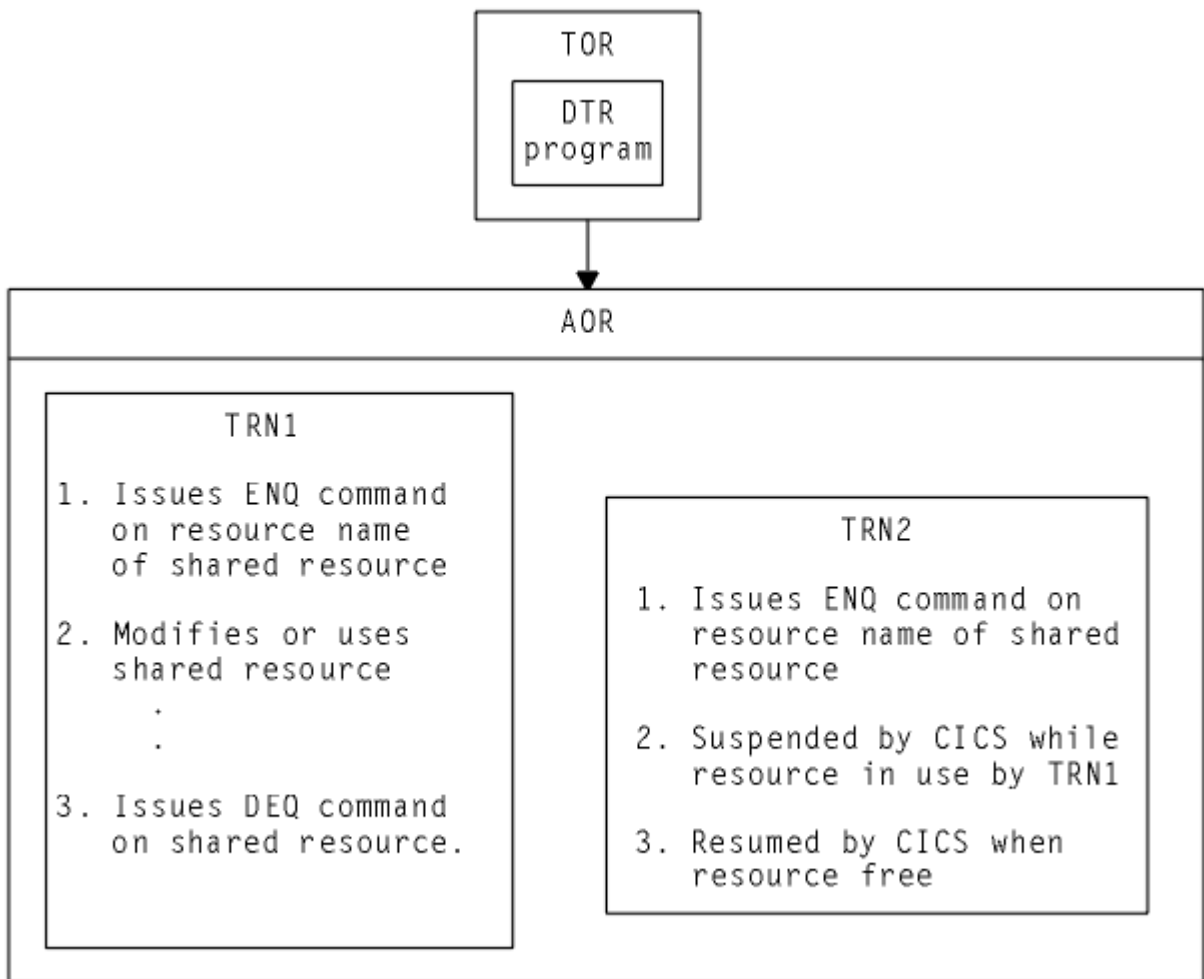 TOR
DTR
program
AOR
TRN1
1. Issues ENQ command
on resource name
of shared resource
2. Modifies or uses
shared resource
.
.
3. Issues DEQ command
on shared resource.
TRN2
1. Issues ENQ command on
resource name of shared
resource
2. Suspended by CICS while
resource in use by TRN1
3. Resumed by CICS when
resource free